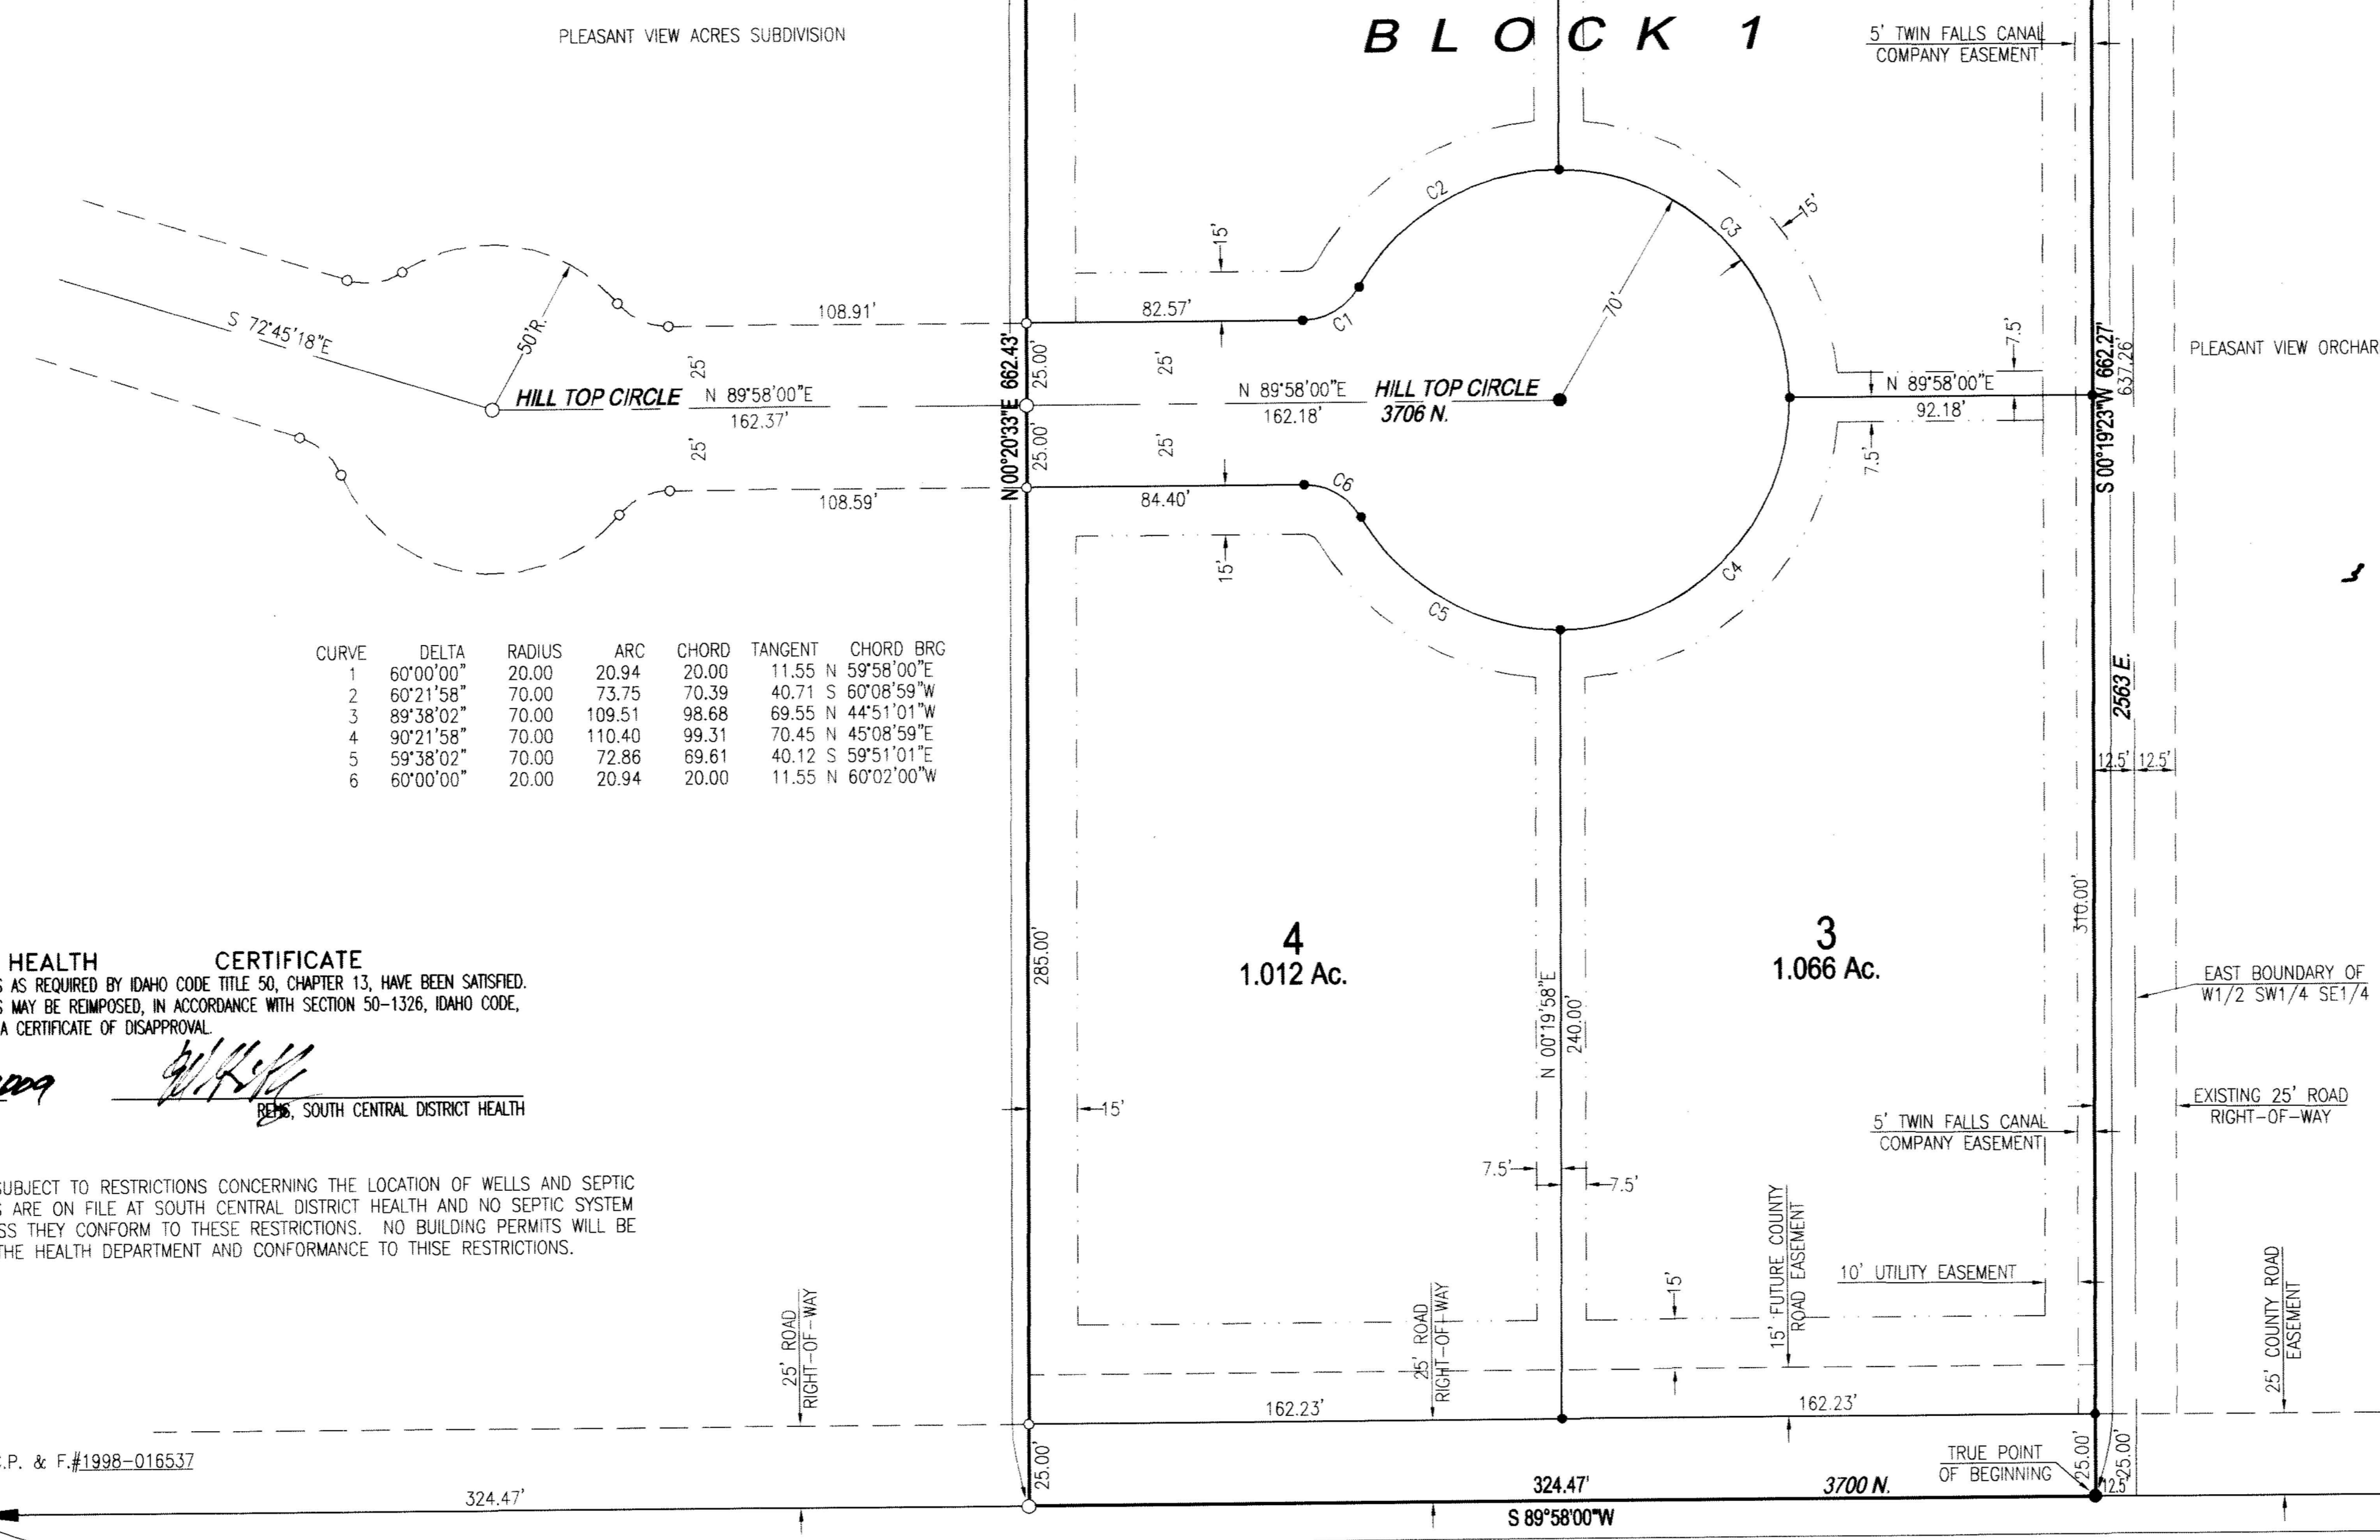 PLEASANT VIEW ACRES SUBDIVISION
BLOCK 1
5' TWIN FALLS CANAL
COMPANY EASEMENT
C2
C3
15'
15'
C1
70'
108.91'
82.57'
S 72°45'18"E
50'R.
25'
25.00'
25'
N 00°20'33"E 662.43'
HILL TOP CIRCLE
N 89°58'00"E
162.37'
N 89°58'00"E
162.18'
HILL TOP CIRCLE
3706 N.
7.5'
N 89°58'00"E
92.18'
7.5'
S 00°19'23"W 662.27'
637.26'
PLEASANT VIEW ORCHAR
25'
25.00'
25'
108.59'
84.40'
C6
15'
C5
C4
CURVE DELTA RADIUS ARC CHORD TANGENT CHORD BRG
1 60°00'00" 20.00 20.94 20.00 11.55 N 59°58'00"E
2 60°21'58" 70.00 73.75 70.39 40.71 S 60°08'59"W
3 89°38'02" 70.00 109.51 98.68 69.55 N 44°51'01"W
4 90°21'58" 70.00 110.40 99.31 70.45 N 45°08'59"E
5 59°38'02" 70.00 72.86 69.61 40.12 S 59°51'01"E
6 60°00'00" 20.00 20.94 20.00 11.55 N 60°02'00"W
2563 E.
12.5' 12.5'
285.00'
4
1.012 Ac.
N 00°19'58"E
240.00'
3
1.066 Ac.
310.00'
EAST BOUNDARY OF
W1/2 SW1/4 SE1/4
HEALTH CERTIFICATE
S AS REQUIRED BY IDAHO CODE TITLE 50, CHAPTER 13, HAVE BEEN SATISFIED.
S MAY BE REIMPOSED, IN ACCORDANCE WITH SECTION 50-1326, IDAHO CODE,
A CERTIFICATE OF DISAPPROVAL.
REHS, SOUTH CENTRAL DISTRICT HEALTH
15'
5' TWIN FALLS CANAL
COMPANY EASEMENT
EXISTING 25' ROAD
RIGHT-OF-WAY
SUBJECT TO RESTRICTIONS CONCERNING THE LOCATION OF WELLS AND SEPTIC
S ARE ON FILE AT SOUTH CENTRAL DISTRICT HEALTH AND NO SEPTIC SYSTEM
SS THEY CONFORM TO THESE RESTRICTIONS. NO BUILDING PERMITS WILL BE
THE HEALTH DEPARTMENT AND CONFORMANCE TO THISE RESTRICTIONS.
7.5'
7.5'
25' ROAD
RIGHT-OF-WAY
25' ROAD
RIGHT-OF-WAY
15'
15' FUTURE COUNTY
ROAD EASEMENT
10' UTILITY EASEMENT
25' COUNTY ROAD
EASEMENT
162.23'
162.23'
.P. & F.#1998-016537
25.00'
TRUE POINT
OF BEGINNING
25.00'
25.00'
12.5'
324.47'
324.47'
3700 N.
S 89°58'00"W